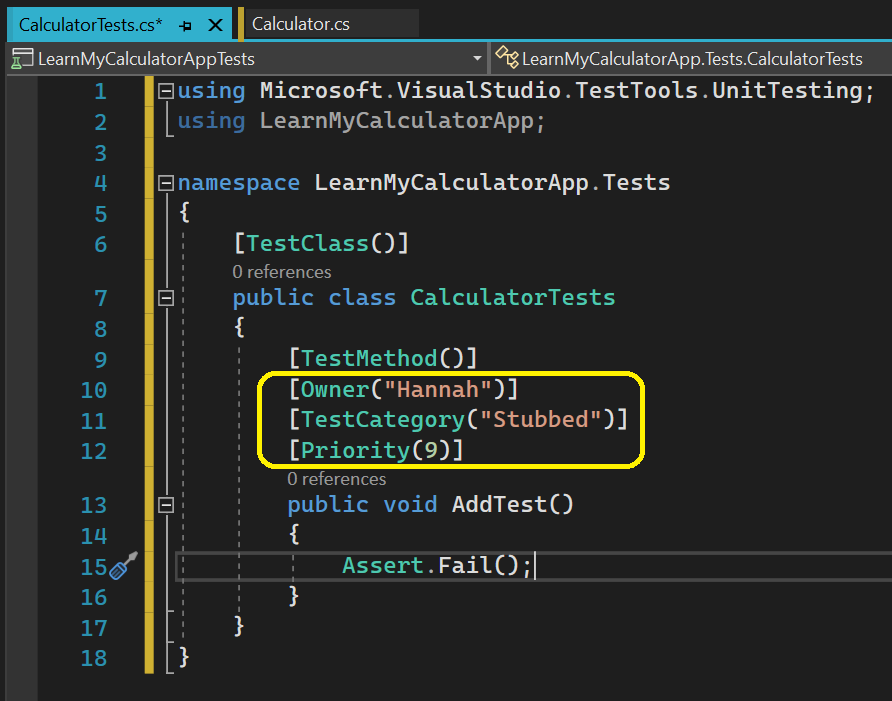 CalculatorTests.cs*
Calculator.cs
LearnMyCalculatorAppTests
LearnMyCalculatorApp.Tests.CalculatorTests
1 using Microsoft.VisualStudio.TestTools.UnitTesting;
2 using LearnMyCalculatorApp;
3
4 namespace LearnMyCalculatorApp.Tests
5 {
6 [TestClass()]
0 references
7 public class CalculatorTests
8 {
9 [TestMethod()]
10 [Owner("Hannah")]
11 [TestCategory("Stubbed")]
12 [Priority(9)]
0 references
13 public void AddTest()
14 {
15 Assert.Fail();
16 }
17 }
18 }